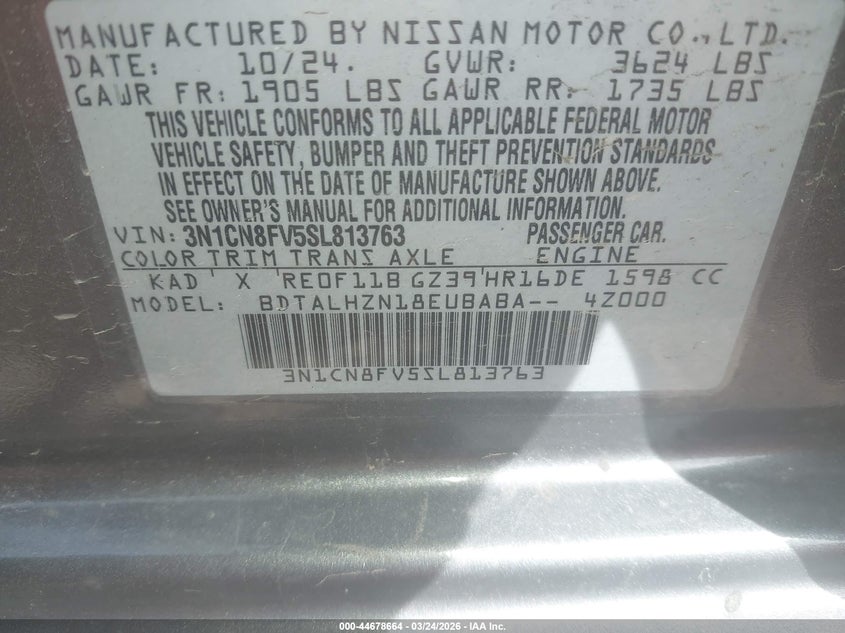 MANUFACTURED BY NISSAN MOTOR CO., LTD.
DATE: 10/24. GVWR: 3624 LBS
GAWR FR: 1905 LBS GAWR RR: 1735 LBS
THIS VEHICLE CONFORMS TO ALL APPLICABLE FEDERAL MOTOR
VEHICLE SAFETY, BUMPER AND THEFT PREVENTION STANDARDS
IN EFFECT ON THE DATE OF MANUFACTURE SHOWN ABOVE.
SEE OWNER'S MANUAL FOR ADDITIONAL INFORMATION.
VIN: 3N1CN8FV5SL813763 PASSENGER CAR.
COLOR TRIM TRANS AXLE ENGINE
KAD X RE0F11B GZ39 HR16DE 1598 CC
MODEL: BDTALHZN18EUBABA-- 4Z000
3N1CN8FV5SL813763
000-44678664 | 03/24/2026 - IAA Inc.